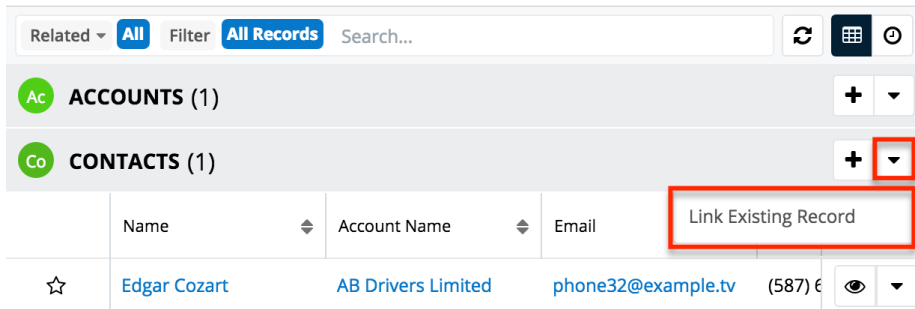 Related All Filter All Records Search...
Ac ACCOUNTS (1)
Co CONTACTS (1)
Link Existing Record
Name Account Name Email
Edgar Cozart AB Drivers Limited phone32@example.tv (587) 6